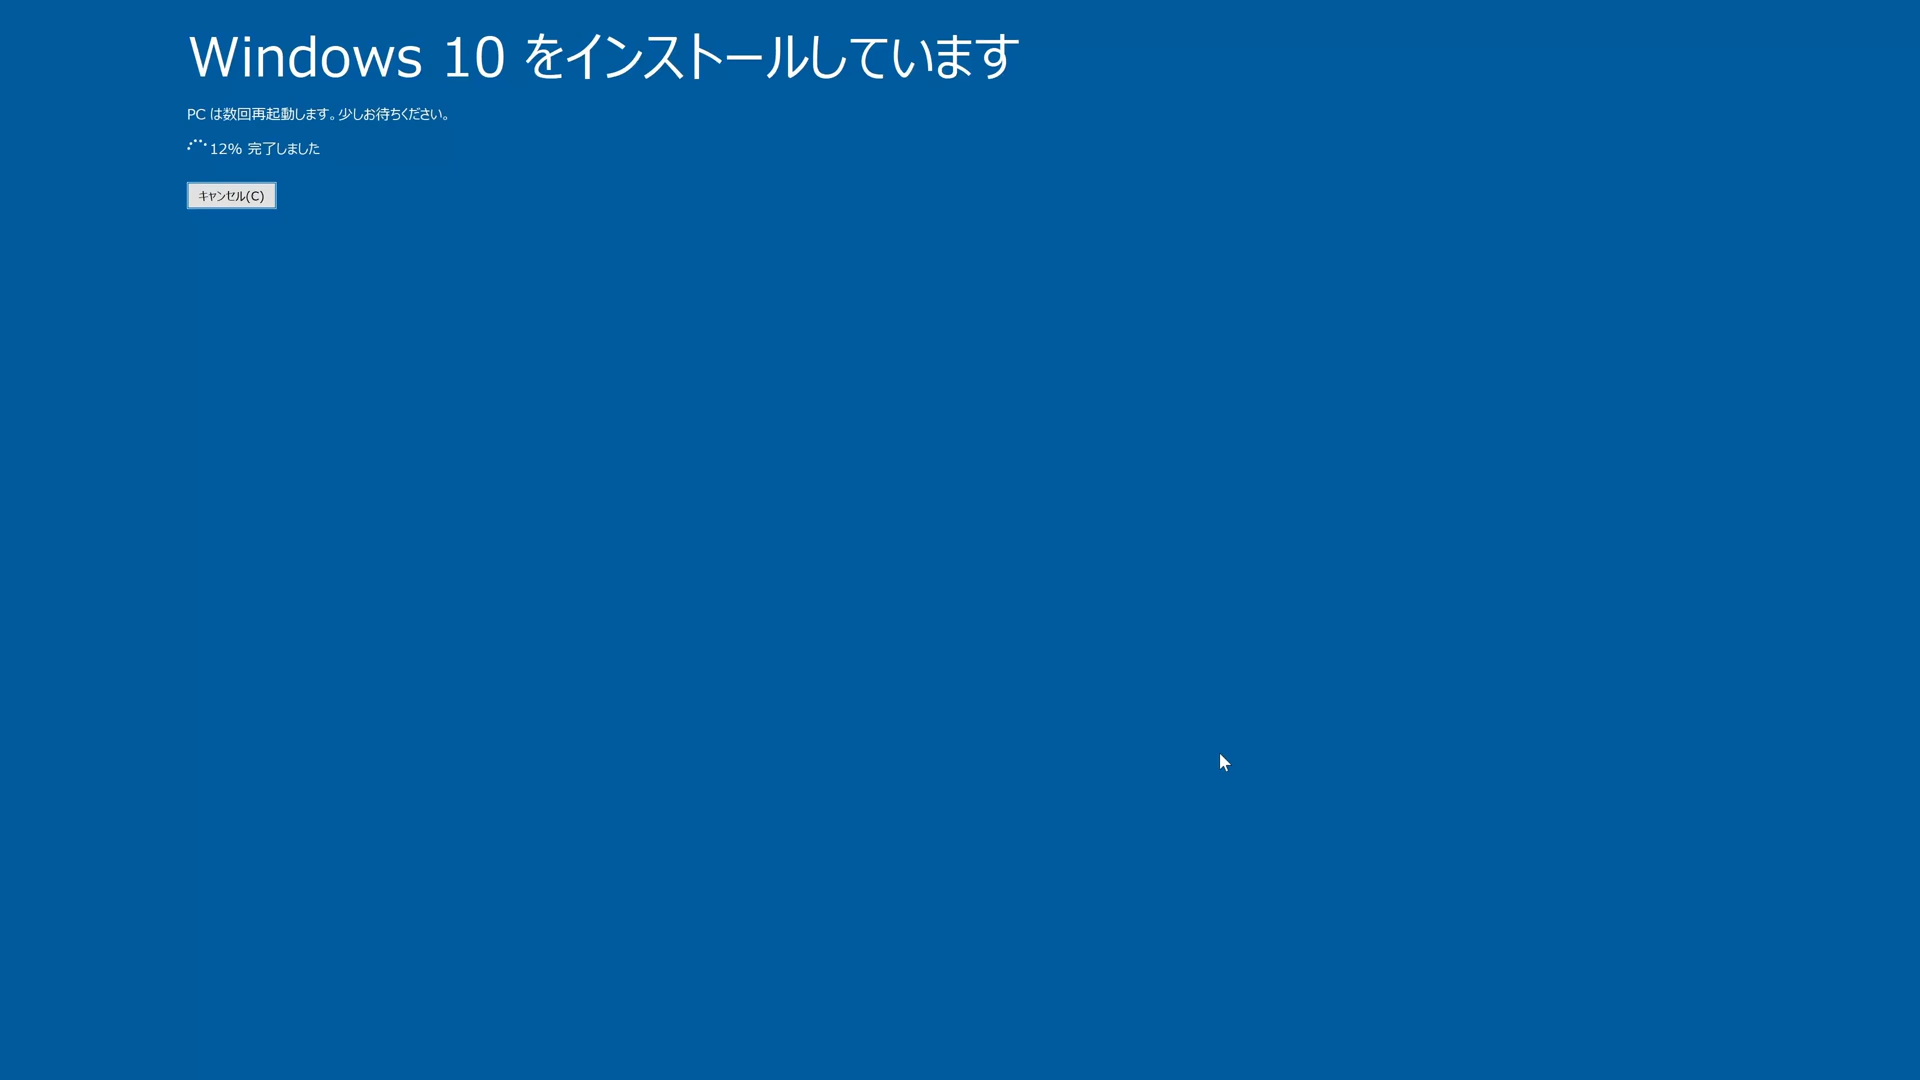 Windows 10 をインストールしています
PC は数回再起動します。少しお待ちください。
12% 完了しました
キャンセル(C)